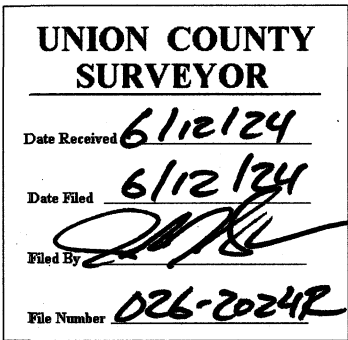 UNION COUNTY
SURVEYOR
Date Received 6/12/24
Date Filed 6/12/24
Filed By
File Number 026-2024R